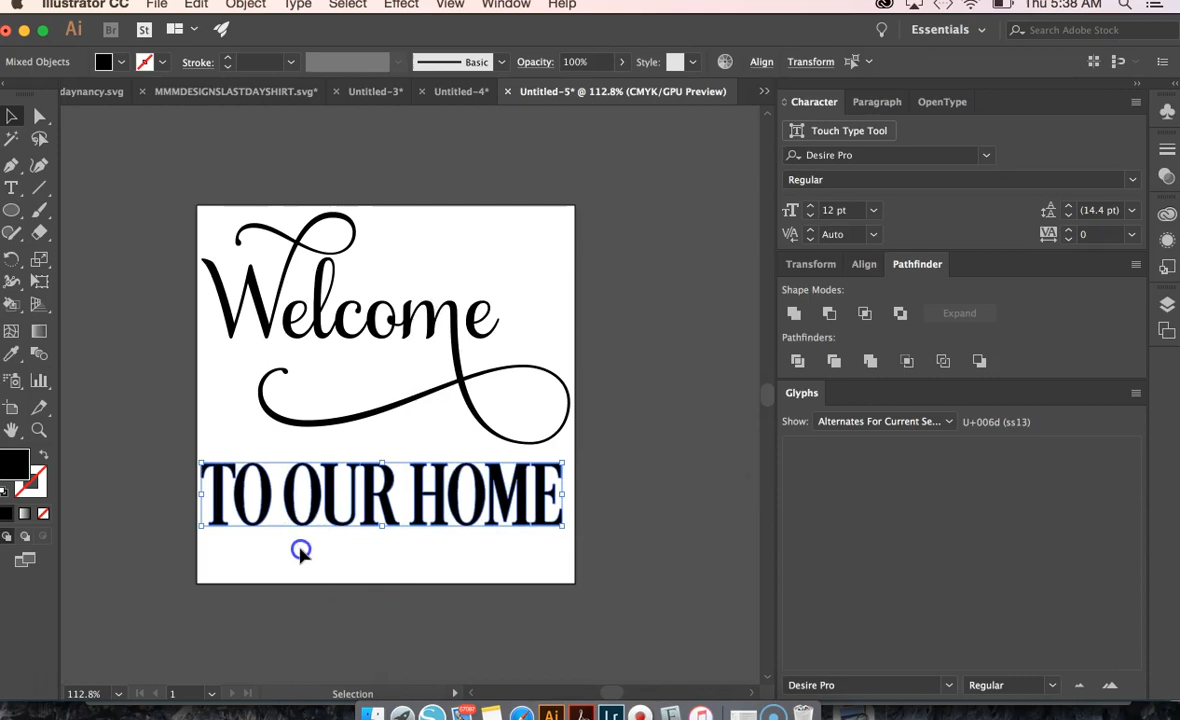 Illustrator CC File Edit Object Type Select Effect View Window Help Thu 5:38 AM
Ai Br St Essentials Search Adobe Stock
Mixed Objects Stroke: Basic Opacity: 100% Style: Align Transform
daynancy.svg × MMMDESIGNSLASTDAYSHIRT.svg* × Untitled-3* × Untitled-4* × Untitled-5* @ 112.8% (CMYK/GPU Preview)
Character Paragraph OpenType
Touch Type Tool
Desire Pro
Regular
12 pt (14.4 pt)
Auto 0
Transform Align Pathfinder
Shape Modes:
Expand
Pathfinders:
Glyphs
Show: Alternates For Current Se... U+006d (ss13)
Welcome
TO OUR HOME
Desire Pro Regular
112.8% 1 Selection